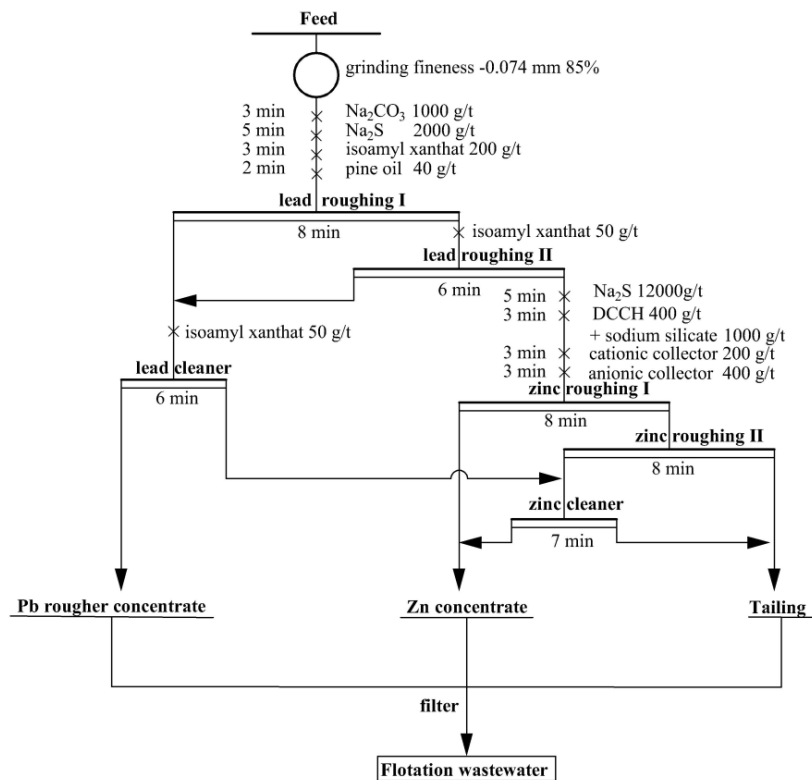 Feed
grinding fineness -0.074 mm 85%
3 min Na₂CO₃ 1000 g/t
5 min Na₂S 2000 g/t
3 min isoamyl xanthat 200 g/t
2 min pine oil 40 g/t
lead roughing I
8 min
isoamyl xanthat 50 g/t
lead roughing II
6 min
5 min Na₂S 12000g/t
3 min DCCH 400 g/t
+ sodium silicate 1000 g/t
3 min cationic collector 200 g/t
3 min anionic collector 400 g/t
isoamyl xanthat 50 g/t
lead cleaner
6 min
zinc roughing I
8 min
zinc roughing II
8 min
zinc cleaner
7 min
Pb rougher concentrate
Zn concentrate
Tailing
filter
Flotation wastewater